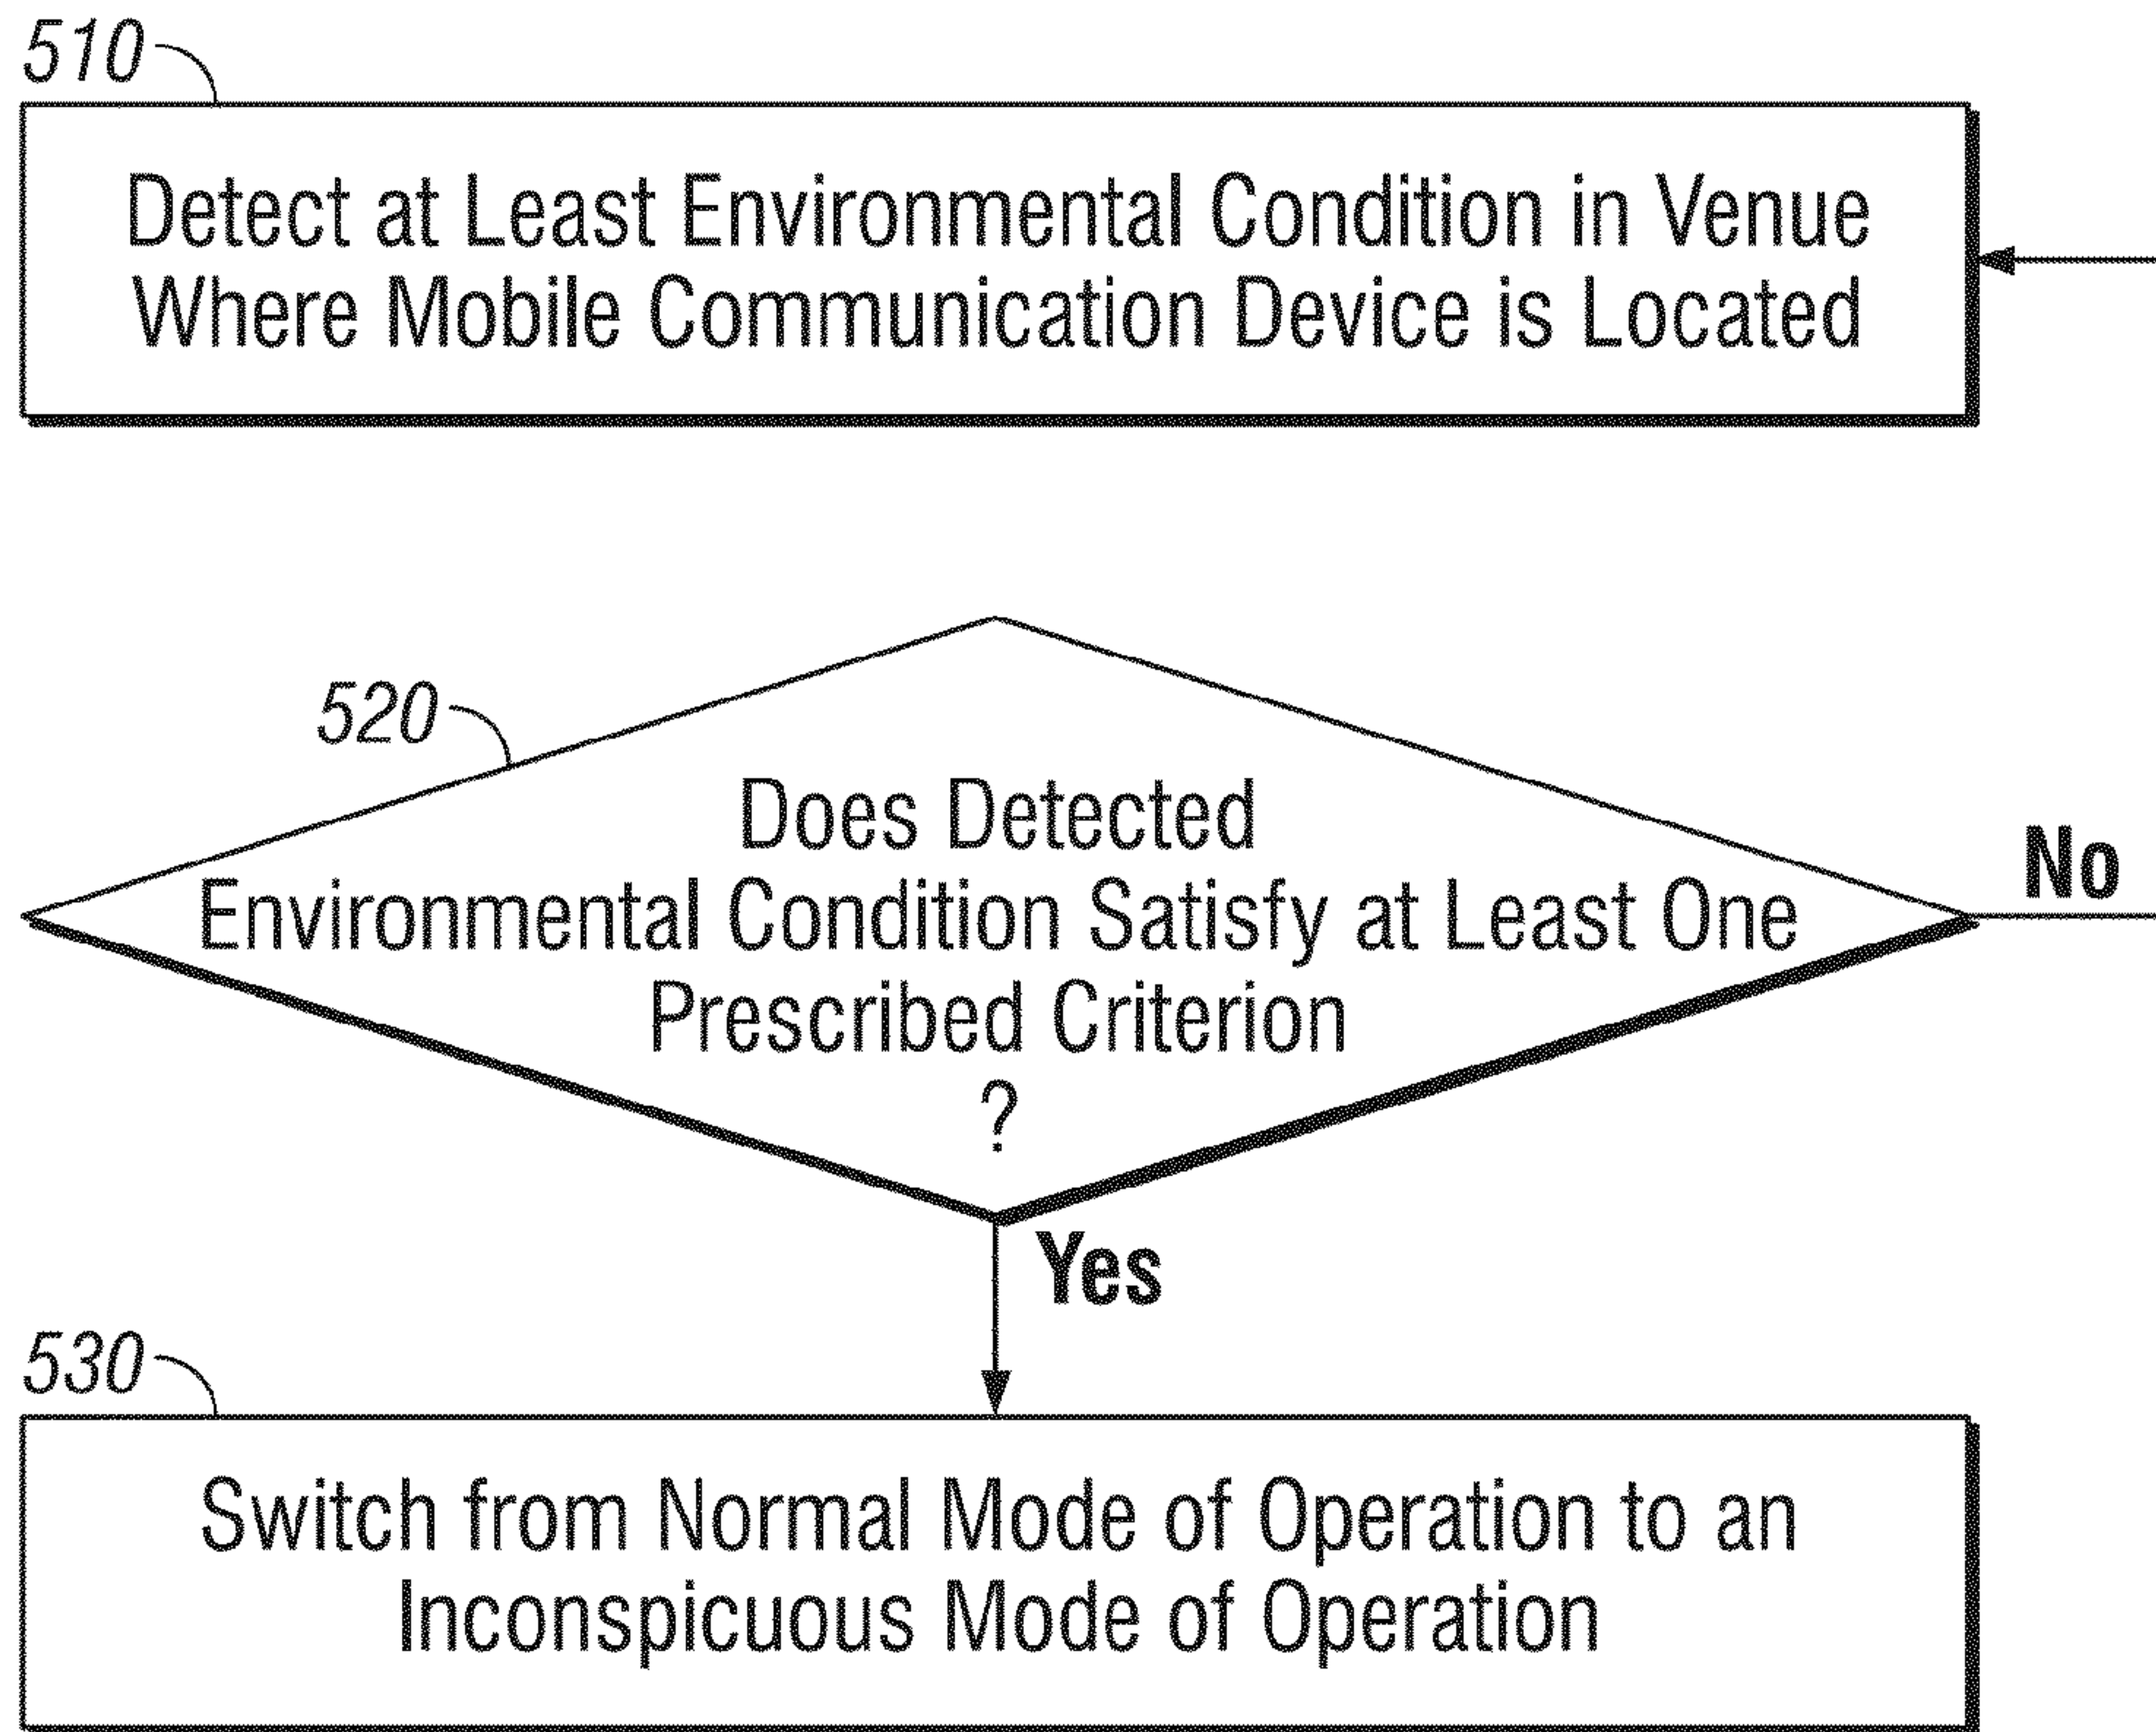 510
Detect at Least Environmental Condition in Venue
Where Mobile Communication Device is Located
520
Does Detected
Environmental Condition Satisfy at Least One
Prescribed Criterion
?
No
Yes
530
Switch from Normal Mode of Operation to an
Inconspicuous Mode of Operation